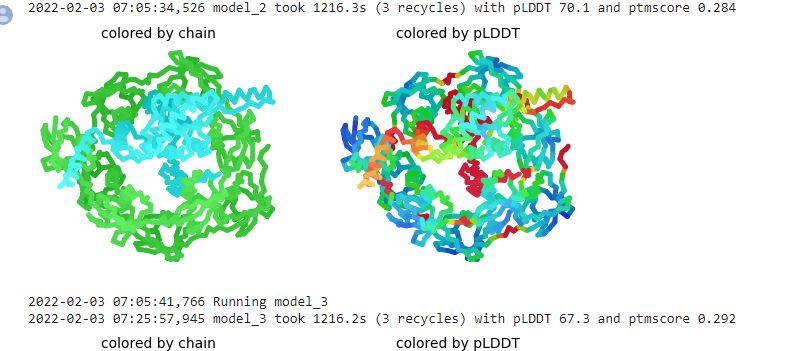 2022-02-03 07:05:34,526 model_2 took 1216.3s (3 recycles) with pLDDT 70.1 and ptmscore 0.284
colored by chain colored by pLDDT
2022-02-03 07:05:41,766 Running model_3
2022-02-03 07:25:57,945 model_3 took 1216.2s (3 recycles) with pLDDT 67.3 and ptmscore 0.292
colored by chain colored by pLDDT